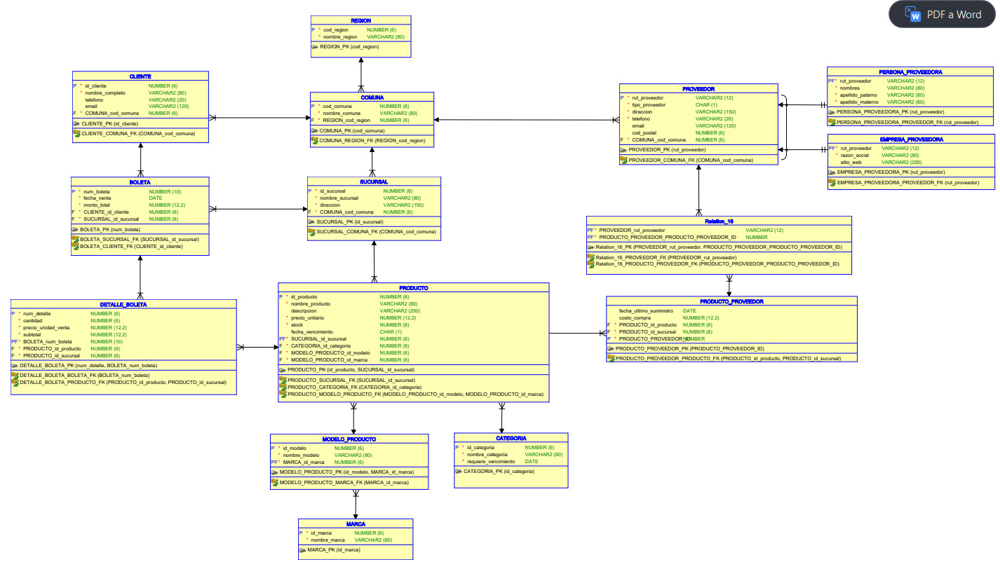 PDF a Word
REGION
P * cod_region NUMBER (6)
* nombre_region VARCHAR2 (80)
REGION_PK (cod_region)
CLIENTE
P * id_cliente NUMBER (6)
* nombre_completo VARCHAR2 (80)
telefono VARCHAR2 (20)
email VARCHAR2 (120)
F * COMUNA_cod_comuna NUMBER (6)
CLIENTE_PK (id_cliente)
CLIENTE_COMUNA_FK (COMUNA_cod_comuna)
COMUNA
P * cod_comuna NUMBER (6)
* nombre_comuna VARCHAR2 (80)
F * REGION_cod_region NUMBER (6)
COMUNA_PK (cod_comuna)
COMUNA_REGION_FK (REGION_cod_region)
PROVEEDOR
P * rut_proveedor VARCHAR2 (12)
* tipo_proveedor CHAR (1)
* direccion VARCHAR2 (150)
* telefono VARCHAR2 (20)
email VARCHAR2 (120)
cod_postal NUMBER (6)
F * COMUNA_cod_comuna NUMBER (6)
PROVEEDOR_PK (rut_proveedor)
PROVEEDOR_COMUNA_FK (COMUNA_cod_comuna)
PERSONA_PROVEEDORA
PF* rut_proveedor VARCHAR2 (12)
* nombres VARCHAR2 (80)
* apellido_paterno VARCHAR2 (80)
* apellido_materno VARCHAR2 (80)
PERSONA_PROVEEDORA_PK (rut_proveedor)
PERSONA_PROVEEDORA_PROVEEDOR_FK (rut_proveedor)
EMPRESA_PROVEEDORA
PF* rut_proveedor VARCHAR2 (12)
* razon_social VARCHAR2 (80)
sitio_web VARCHAR2 (200)
EMPRESA_PROVEEDORA_PK (rut_proveedor)
EMPRESA_PROVEEDORA_PROVEEDOR_FK (rut_proveedor)
BOLETA
P * num_boleta NUMBER (10)
* fecha_venta DATE
* monto_total NUMBER (12,2)
F * CLIENTE_id_cliente NUMBER (6)
F * SUCURSAL_id_sucursal NUMBER (6)
BOLETA_PK (num_boleta)
BOLETA_SUCURSAL_FK (SUCURSAL_id_sucursal)
BOLETA_CLIENTE_FK (CLIENTE_id_cliente)
SUCURSAL
P * id_sucursal NUMBER (6)
* nombre_sucursal VARCHAR2 (80)
* direccion VARCHAR2 (150)
F * COMUNA_cod_comuna NUMBER (6)
SUCURSAL_PK (id_sucursal)
SUCURSAL_COMUNA_FK (COMUNA_cod_comuna)
Relation_16
PF* PROVEEDOR_rut_proveedor VARCHAR2 (12)
PF* PRODUCTO_PROVEEDOR_PRODUCTO_PROVEEDOR_ID NUMBER
Relation_16_PK (PROVEEDOR_rut_proveedor, PRODUCTO_PROVEEDOR_PRODUCTO_PROVEEDOR_ID)
Relation_16_PROVEEDOR_FK (PROVEEDOR_rut_proveedor)
Relation_16_PRODUCTO_PROVEEDOR_FK (PRODUCTO_PROVEEDOR_PRODUCTO_PROVEEDOR_ID)
DETALLE_BOLETA
P * num_detalle NUMBER (6)
* cantidad NUMBER (6)
* precio_unidad_venta NUMBER (12,2)
* subtotal NUMBER (12,2)
PF* BOLETA_num_boleta NUMBER (10)
F * PRODUCTO_id_producto NUMBER (6)
F * PRODUCTO_id_sucursal NUMBER (6)
DETALLE_BOLETA_PK (num_detalle, BOLETA_num_boleta)
DETALLE_BOLETA_BOLETA_FK (BOLETA_num_boleta)
DETALLE_BOLETA_PRODUCTO_FK (PRODUCTO_id_producto, PRODUCTO_id_sucursal)
PRODUCTO
P * id_producto NUMBER (6)
* nombre_producto VARCHAR2 (80)
descripcion VARCHAR2 (250)
* precio_unitario NUMBER (12,2)
* stock NUMBER (6)
fecha_vencimiento CHAR (1)
PF* SUCURSAL_id_sucursal NUMBER (6)
F * CATEGORIA_id_categoria NUMBER (6)
F * MODELO_PRODUCTO_id_modelo NUMBER (6)
F * MODELO_PRODUCTO_id_marca NUMBER (6)
PRODUCTO_PK (id_producto, SUCURSAL_id_sucursal)
PRODUCTO_SUCURSAL_FK (SUCURSAL_id_sucursal)
PRODUCTO_CATEGORIA_FK (CATEGORIA_id_categoria)
PRODUCTO_MODELO_PRODUCTO_FK (MODELO_PRODUCTO_id_modelo, MODELO_PRODUCTO_id_marca)
PRODUCTO_PROVEEDOR
fecha_ultimo_suministro DATE
costo_compra NUMBER (12,2)
F * PRODUCTO_id_producto NUMBER (6)
F * PRODUCTO_id_sucursal NUMBER (6)
P * PRODUCTO_PROVEEDOR_ID NUMBER
PRODUCTO_PROVEEDOR_PK (PRODUCTO_PROVEEDOR_ID)
PRODUCTO_PROVEEDOR_PRODUCTO_FK (PRODUCTO_id_producto, PRODUCTO_id_sucursal)
MODELO_PRODUCTO
P * id_modelo NUMBER (6)
* nombre_modelo VARCHAR2 (80)
PF* MARCA_id_marca NUMBER (6)
MODELO_PRODUCTO_PK (id_modelo, MARCA_id_marca)
MODELO_PRODUCTO_MARCA_FK (MARCA_id_marca)
CATEGORIA
P * id_categoria NUMBER (6)
* nombre_categoria VARCHAR2 (80)
* requiere_vencimiento DATE
CATEGORIA_PK (id_categoria)
MARCA
P * id_marca NUMBER (6)
* nombre_marca VARCHAR2 (80)
MARCA_PK (id_marca)